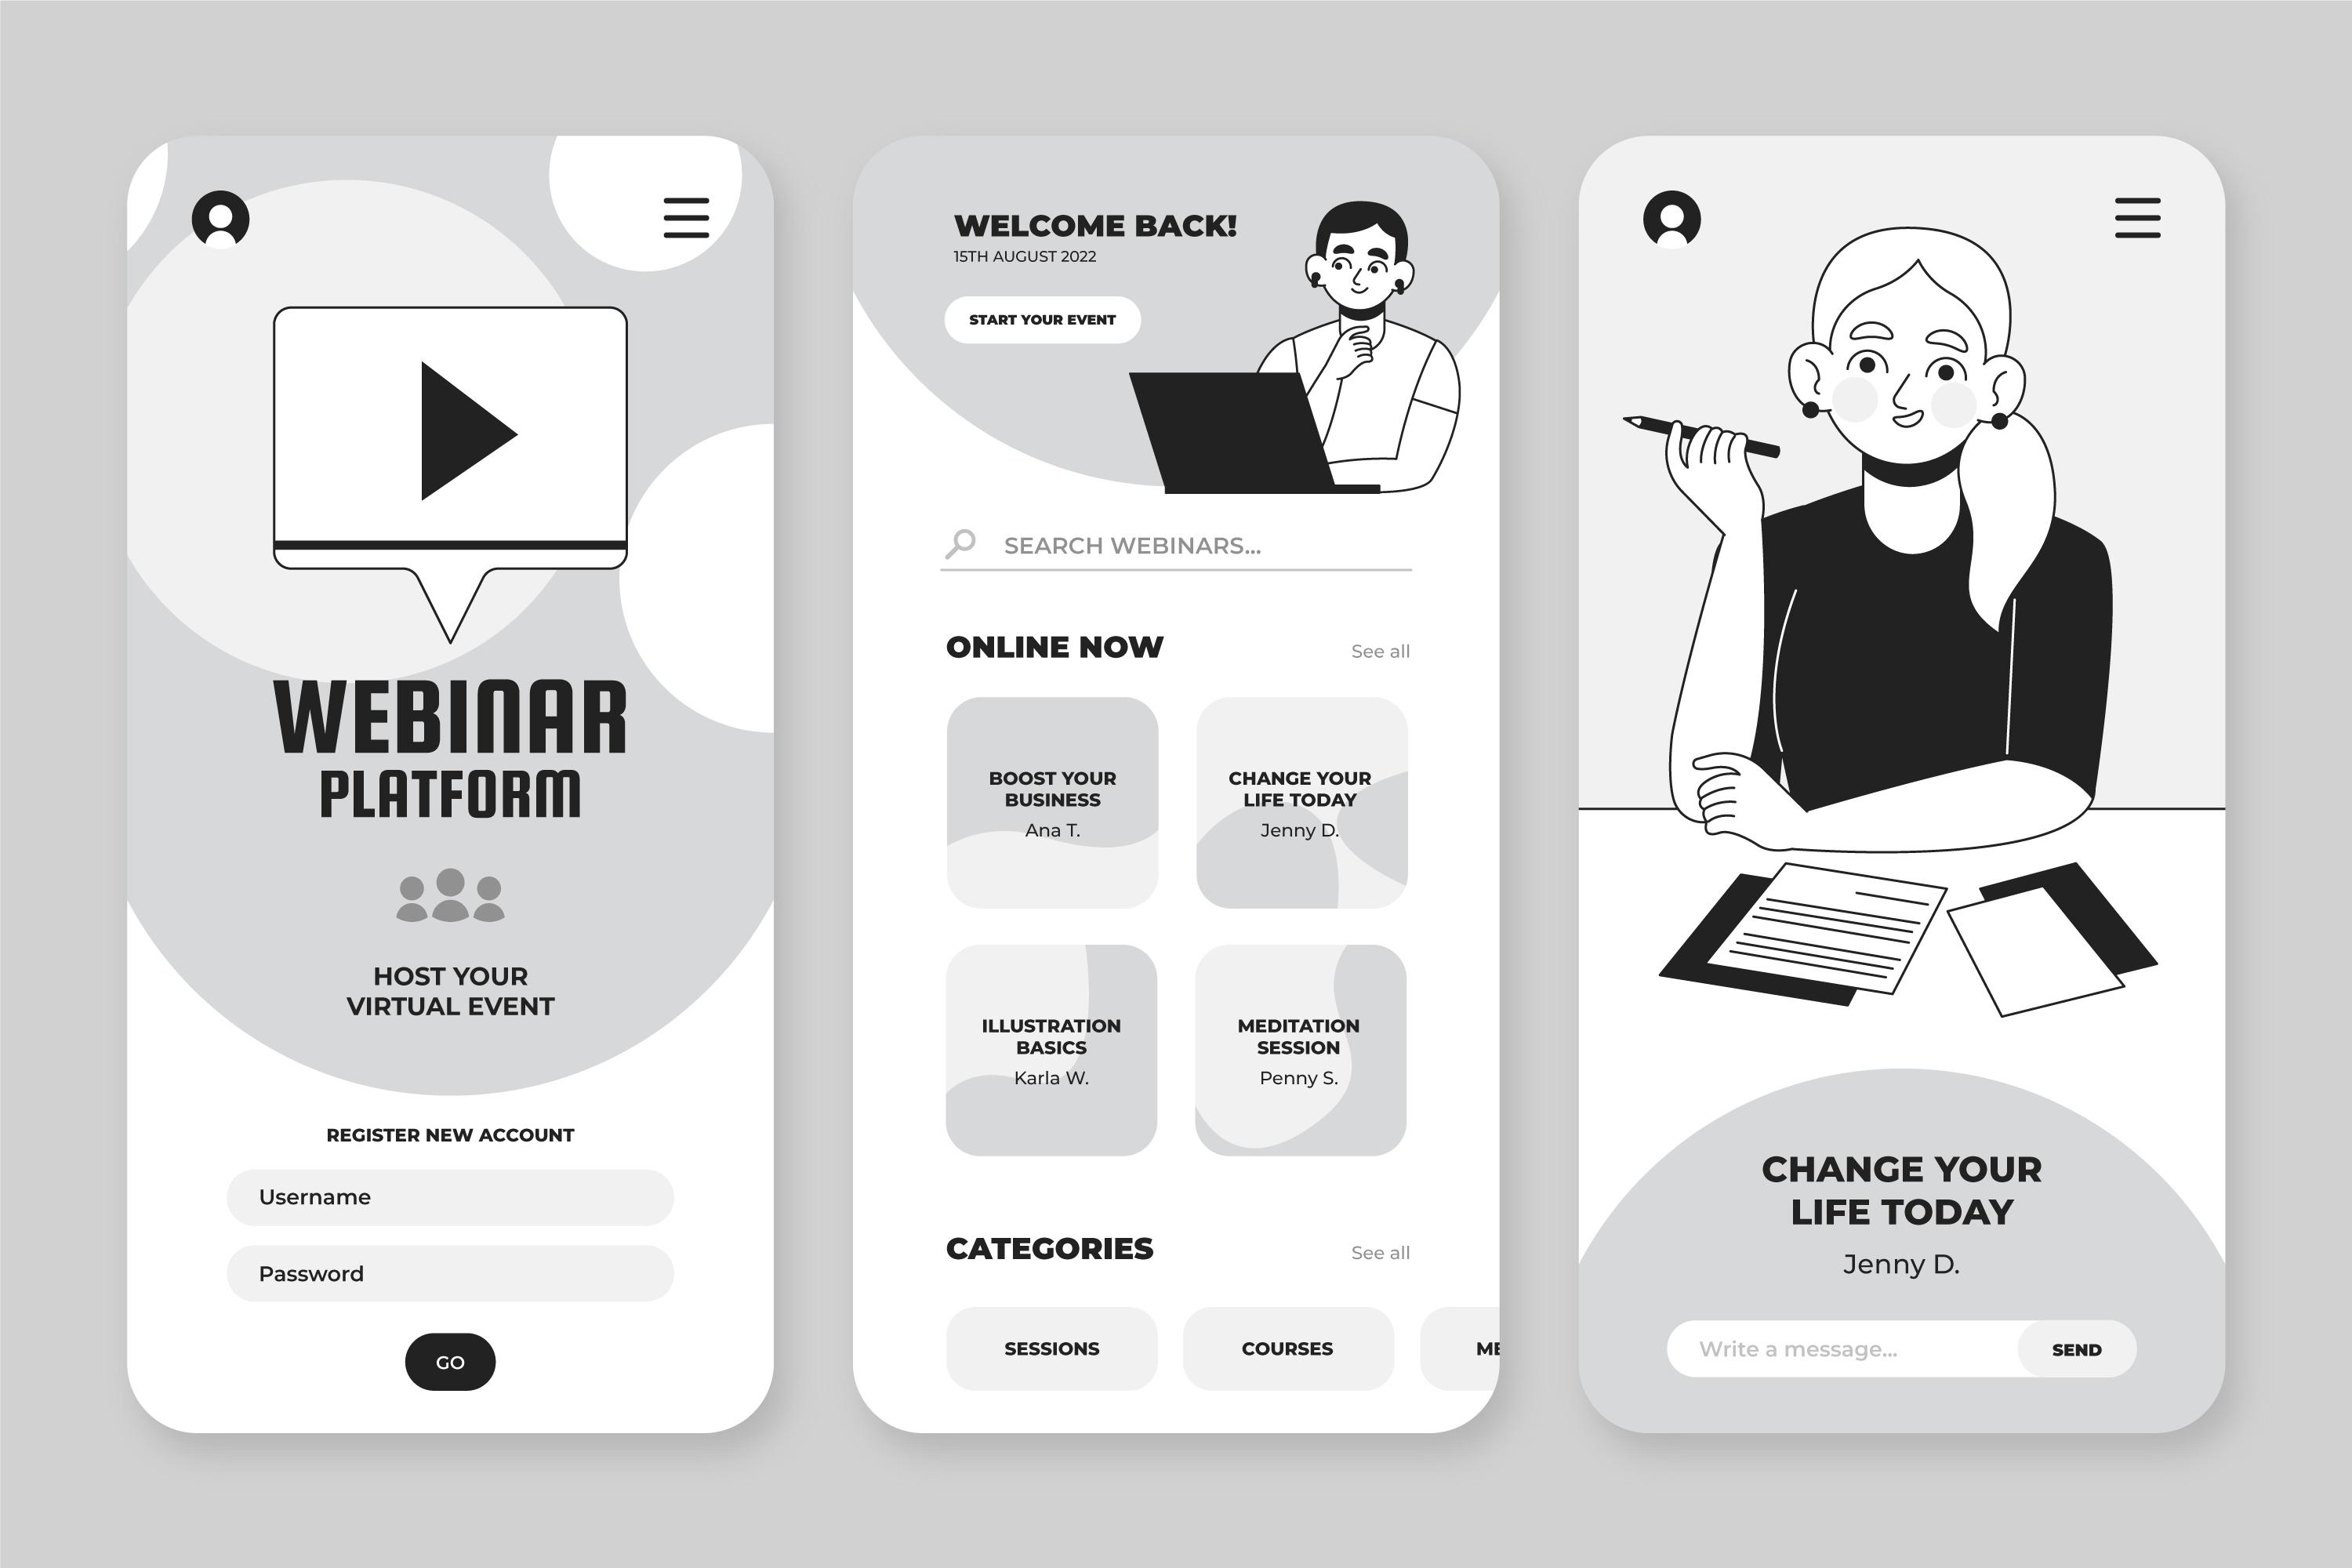 WEBINAR
PLATFORM
HOST YOUR
VIRTUAL EVENT
REGISTER NEW ACCOUNT
Username
Password
GO
WELCOME BACK!
15TH AUGUST 2022
START YOUR EVENT
SEARCH WEBINARS...
ONLINE NOW
See all
BOOST YOUR
BUSINESS
Ana T.
CHANGE YOUR
LIFE TODAY
Jenny D.
ILLUSTRATION
BASICS
Karla W.
MEDITATION
SESSION
Penny S.
CATEGORIES
See all
SESSIONS
COURSES
CHANGE YOUR
LIFE TODAY
Jenny D.
Write a message...
SEND